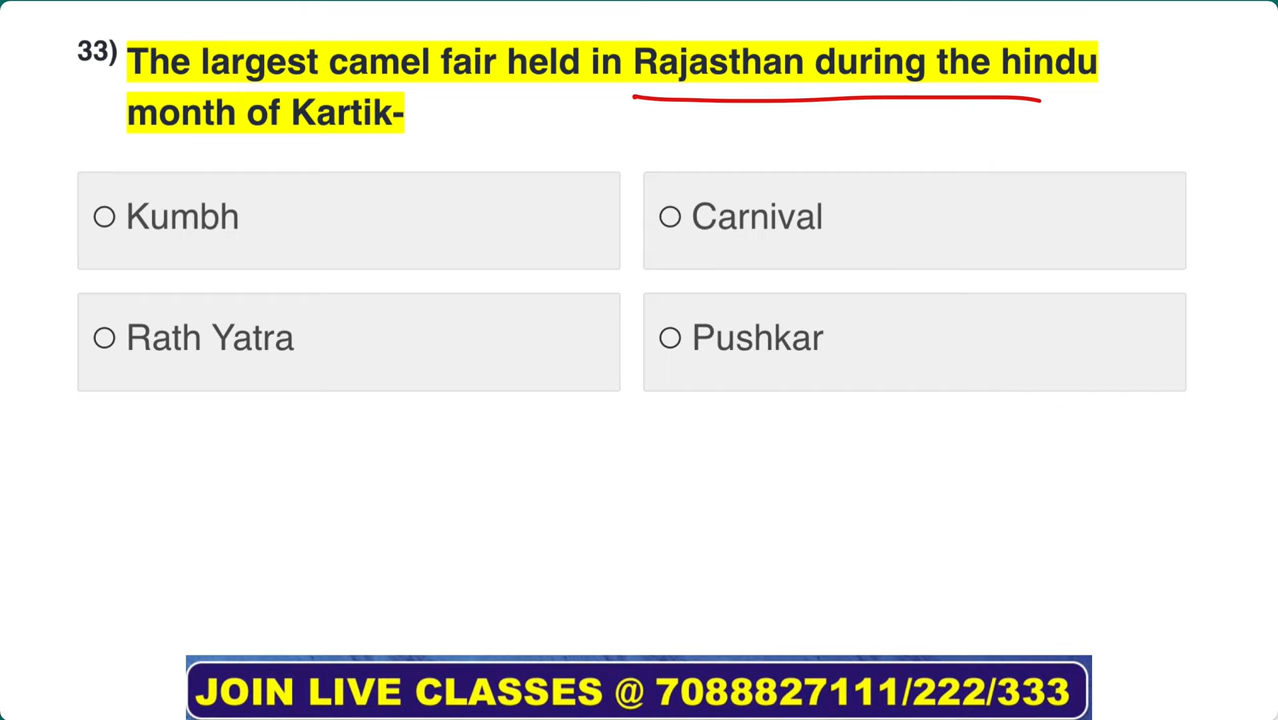 33) The largest camel fair held in Rajasthan during the hindu
month of Kartik-
Kumbh
Carnival
Rath Yatra
Pushkar
JOIN LIVE CLASSES @ 7088827111/222/333